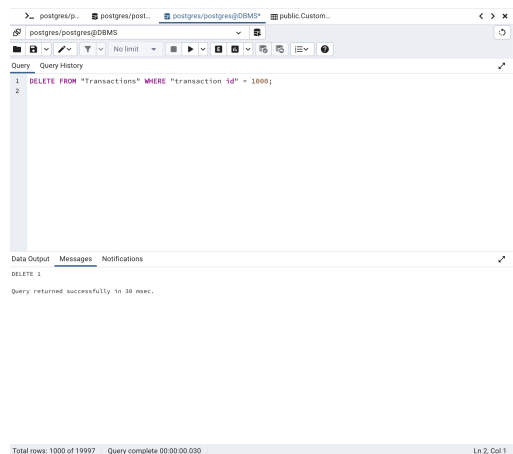 postgres/p...
postgres/post...
postgres/postgres@DBMS*
public.Custom...
postgres/postgres@DBMS
No limit
Query
Query History
1 DELETE FROM "Transactions" WHERE "transaction id" = 1000;
2
Data Output
Messages
Notifications
DELETE 1
Query returned successfully in 30 msec.
Total rows: 1000 of 19997
Query complete 00:00:00.030
Ln 2, Col 1